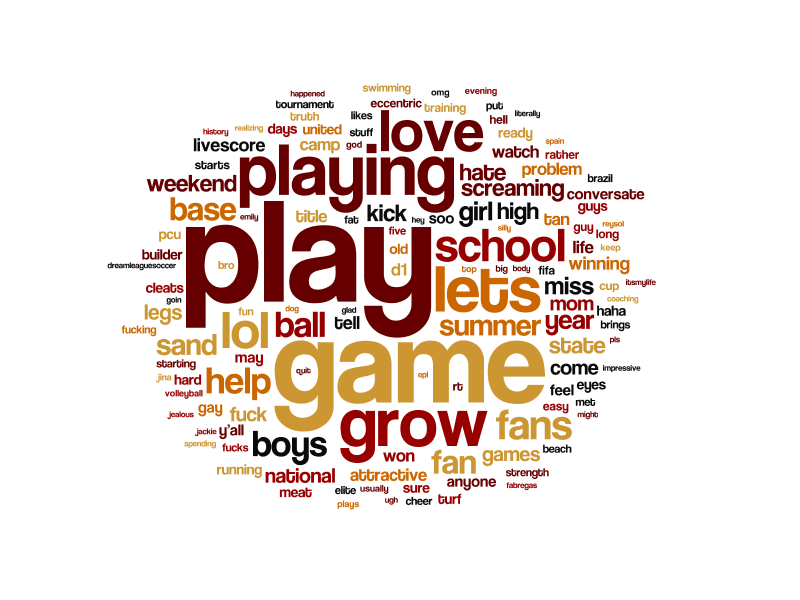 happened
swimming
omg
evening
tournament
eccentric
training
put
literally
truth
likes
hell
history
realizing
days
united
stuff
love
ready
spain
livescore
camp
god
watch
rather
starts
playing
hate
problem
brazil
weekend
screaming
conversate
base
emily
title
fat
kick
hey
soo
girl
high
tan
guys
pcu
play
five
silly
guy
reysol
long
builder
old
school
life
keep
dreamleaguesoccer
bro
d1
top
big
body
fifa
winning
cleats
goin
lets
miss
cup
itsmylife
legs
fun
glad
dog
mom
coaching
haha
fucking
lol
ball
tell
summer
year
brings
sand
may
game
state
pls
starting
quit
epl
rt
come
impressive
jina
hard
help
feel
eyes
volleyball
jealous
gay
fuck
grow
easy
met
might
jackie
y'all
fans
spending
fucks
boys
won
fan
games
beach
running
national
attractive
anyone
strength
meat
elite
usually
sure
fabregas
plays
ugh
cheer
turf